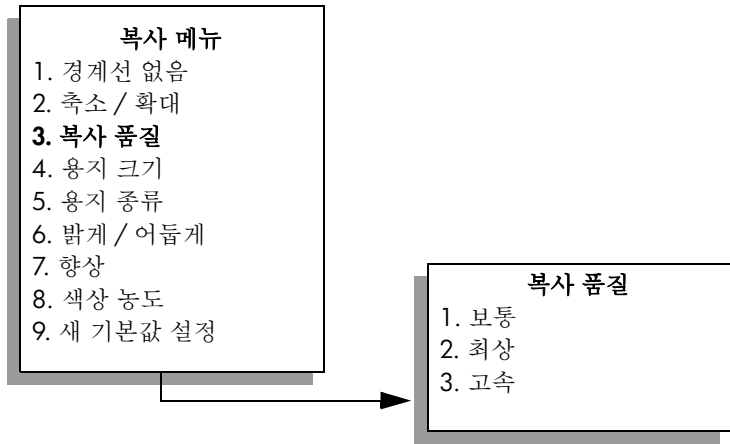 복사 메뉴
1. 경계선 없음
2. 축소 / 확대
3. 복사 품질
4. 용지 크기
5. 용지 종류
6. 밝게 / 어둡게
7. 향상
8. 색상 농도
9. 새 기본값 설정
복사 품질
1. 보통
2. 최상
3. 고속